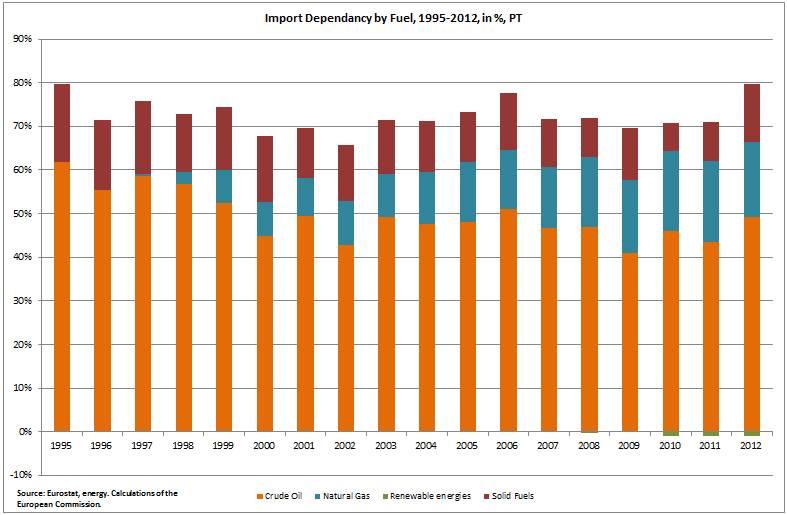 Import Dependancy by Fuel, 1995-2012, in %, PT
90%
80%
70%
60%
50%
40%
30%
20%
10%
0%
-10%
1995 1996 1997 1998 1999 2000 2001 2002 2003 2004 2005 2006 2007 2008 2009 2010 2011 2012
Source: Eurostat, energy. Calculations of the
European Commission.
Crude Oil Natural Gas Renewable energies Solid Fuels